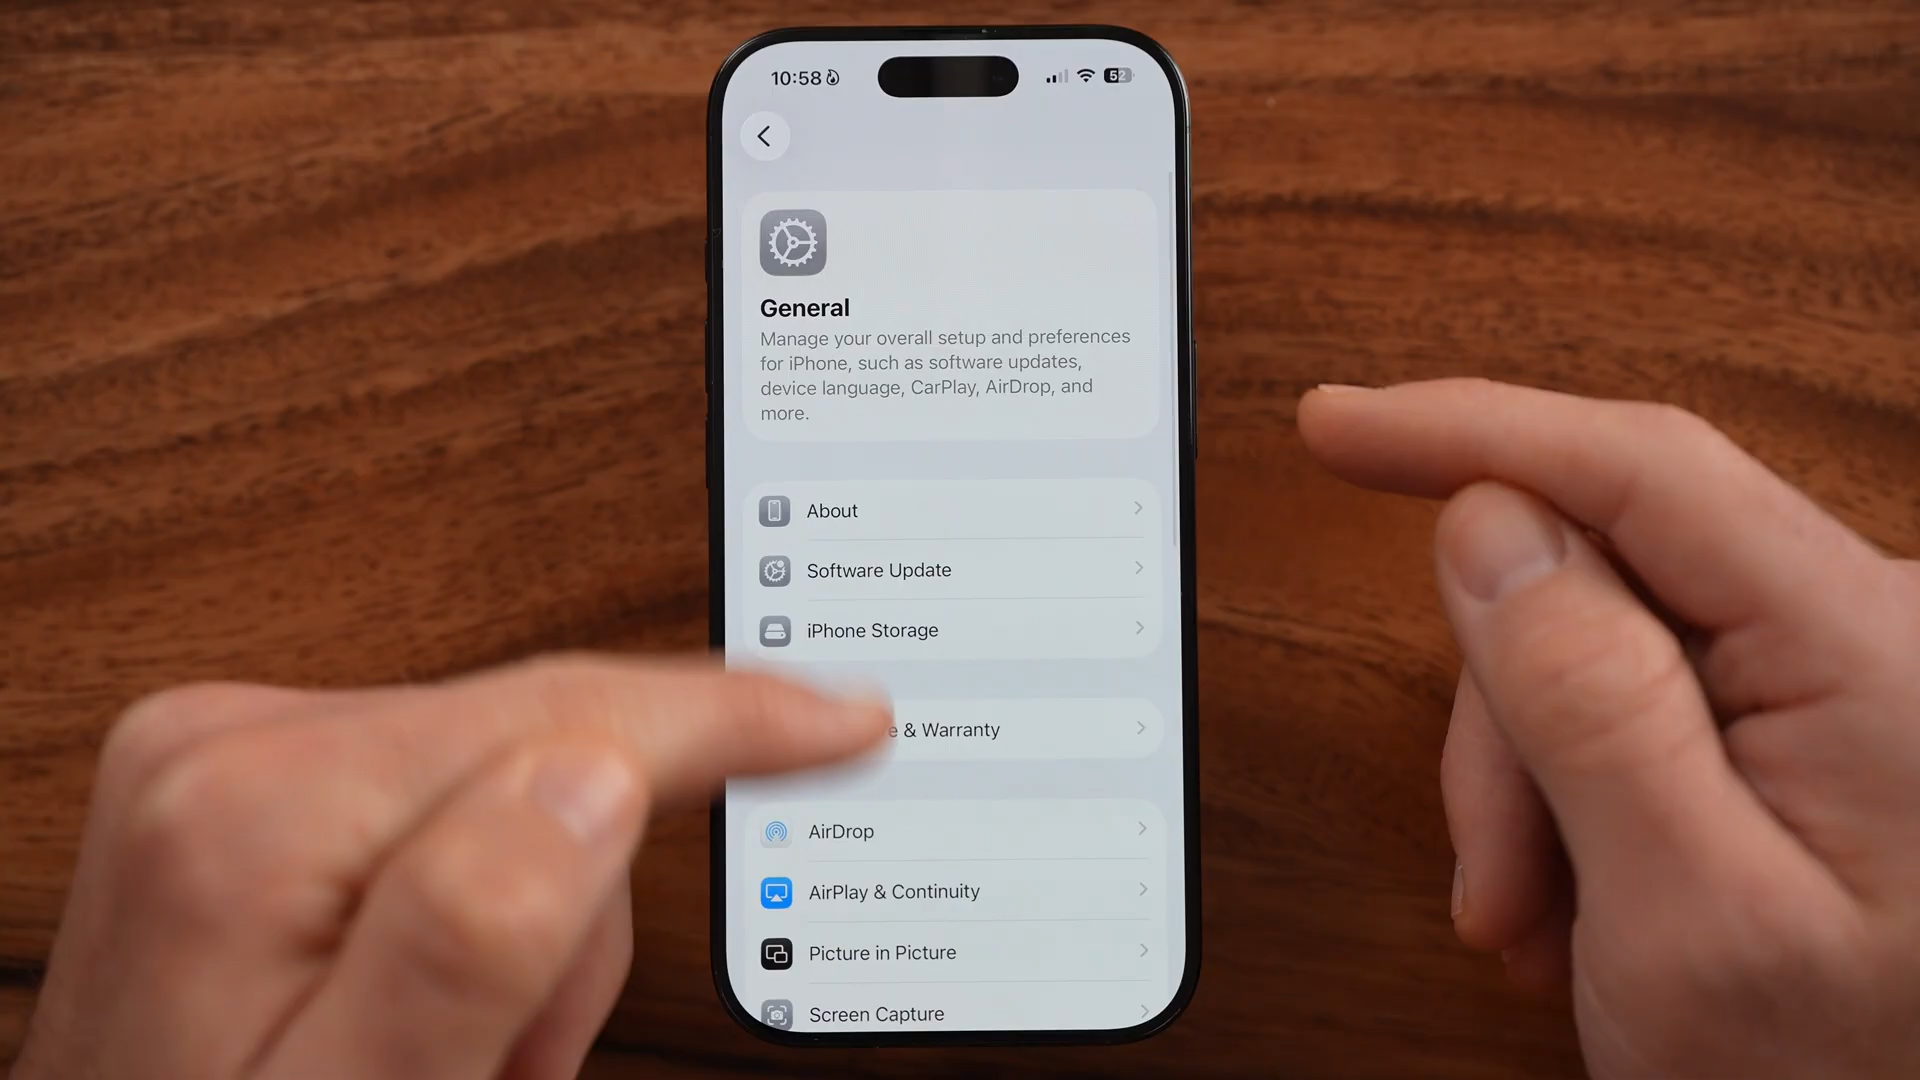 10:58
52
General
Manage your overall setup and preferences
for iPhone, such as software updates,
device language, CarPlay, AirDrop, and
more.
About
Software Update
iPhone Storage
& Warranty
AirDrop
AirPlay & Continuity
Picture in Picture
Screen Capture